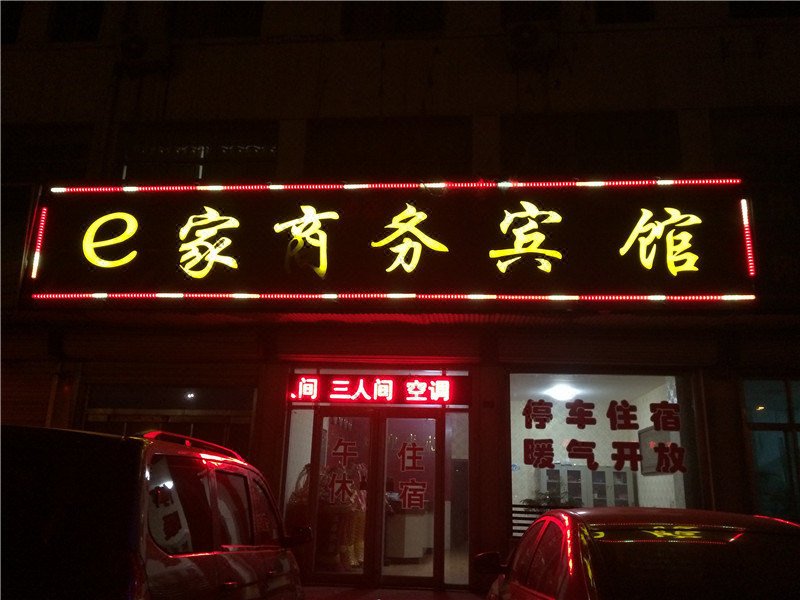 e家商务宾馆
人间 三人间 空调
午休
住宿
停车住宿
暖气开放